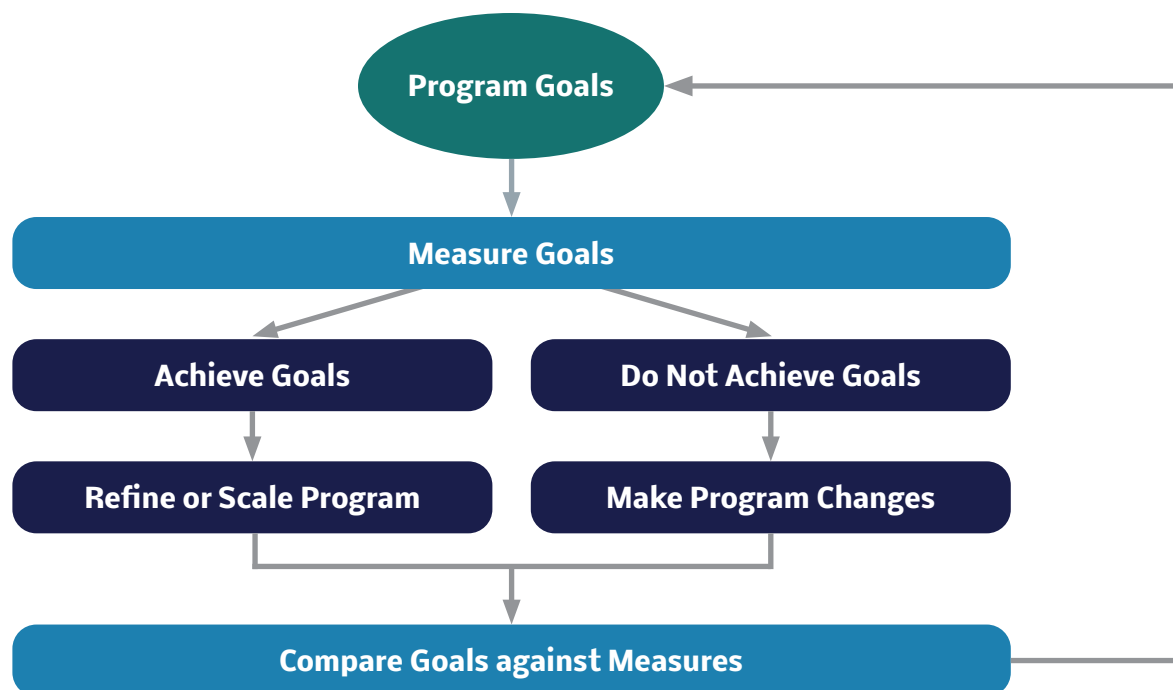 Program Goals
Measure Goals
Achieve Goals
Do Not Achieve Goals
Refine or Scale Program
Make Program Changes
Compare Goals against Measures